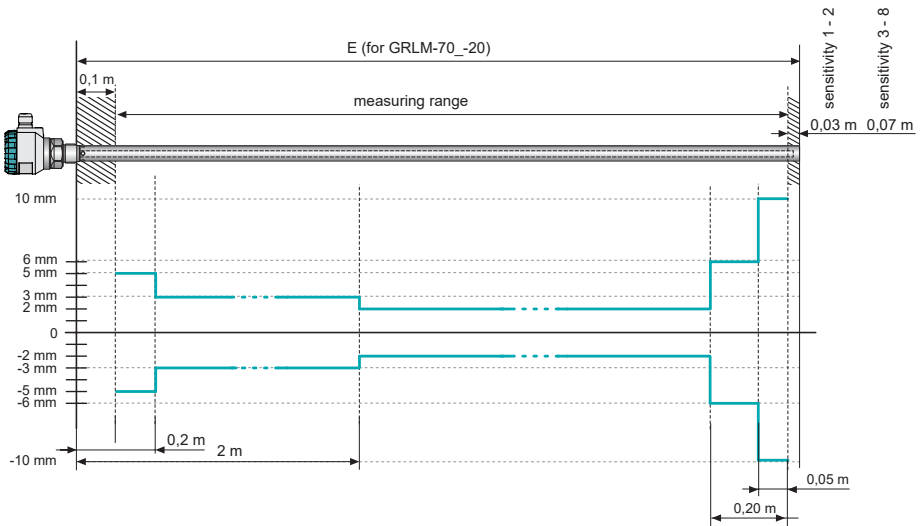 E (for GRLM-70_-20)
0,1 m
measuring range
sensitivity 1 - 2
sensitivity 3 - 8
0,03 m
0,07 m
10 mm
6 mm
5 mm
3 mm
2 mm
0
-2 mm
-3 mm
-5 mm
-6 mm
-10 mm
0,2 m
2 m
0,05 m
0,20 m